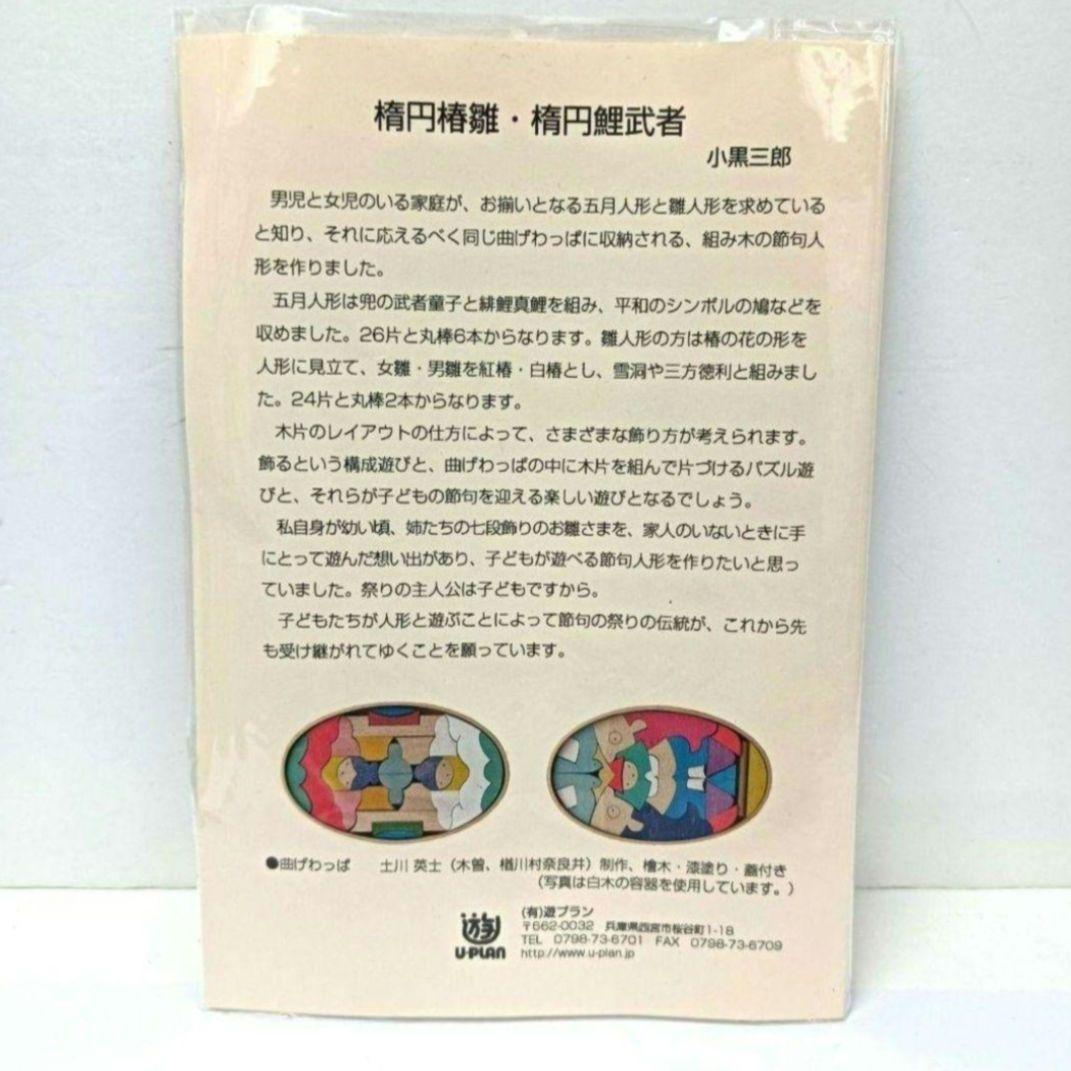 楕円椿雛・楕円鯉武者
小黒三郎
男児と女児のいる家庭が、お揃いとなる五月人形と雛人形を求めている
と知り、それに応えるべく同じ曲げわっぱに収納される、組み木の節句人
形を作りました。
五月人形は兜の武者童子と緋鯉真鯉を組み、平和のシンボルの鳩などを
収めました。26片と丸棒6本からなります。雛人形の方は椿の花の形を
人形に見立て、女雛・男雛を紅椿・白椿とし、雪洞や三方徳利と組みまし
た。24片と丸棒2本からなります。
木片のレイアウトの仕方によって、さまざまな飾り方が考えられます。
飾るという構成遊びと、曲げわっぱの中に木片を組んで片づけるパズル遊
びと、それらが子どもの節句を迎える楽しい遊びとなるでしょう。
私自身が幼い頃、姉たちの七段飾りのお雛さまを、家人のいないときに手
にとって遊んだ想い出があり、子どもが遊べる節句人形を作りたいと思っ
ていました。祭りの主人公は子どもですから。
子どもたちが人形と遊ぶことによって節句の祭りの伝統が、これから先
も受け継がれてゆくことを願っています。
●曲げわっぱ 土川 英士（木曽、楢川村奈良井）制作、檜木・漆塗り・蓋付き
（写真は白木の容器を使用しています。）
遊 U-PLAN
(有)遊プラン
〒662-0032 兵庫県西宮市桜谷町1-18
TEL 0798-73-6701 FAX 0798-73-6709
http://www.u-plan.jp